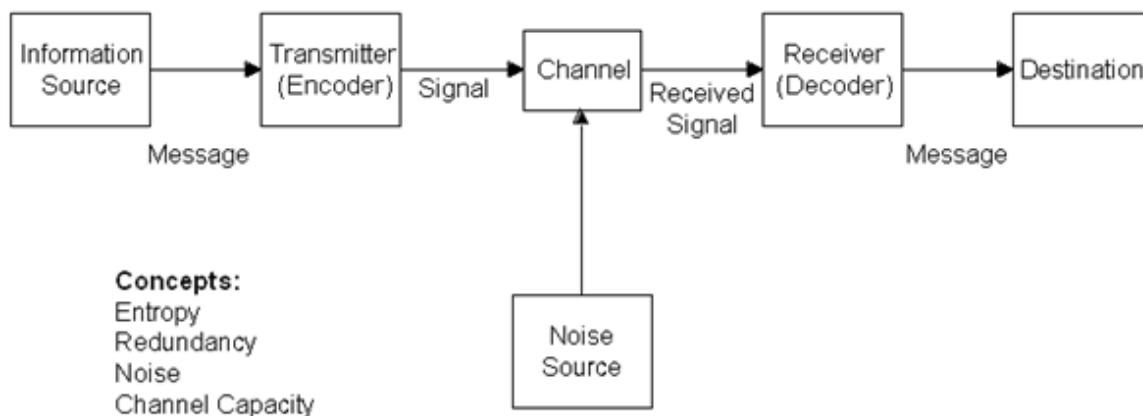 Information
Source
Transmitter
(Encoder)
Channel
Receiver
(Decoder)
Destination
Signal
Received
Signal
Message
Message
Concepts:
Entropy
Redundancy
Noise
Channel Capacity
Noise
Source